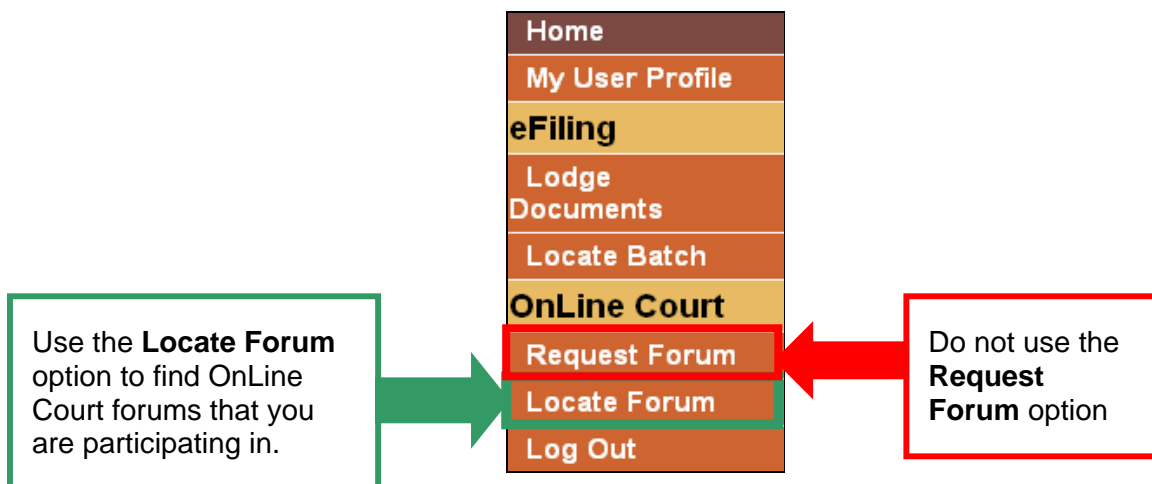 Home
My User Profile
eFiling
Lodge
Documents
Locate Batch
OnLine Court
Request Forum
Locate Forum
Log Out
Use the Locate Forum
option to find OnLine
Court forums that you
are participating in.
Do not use the
Request
Forum option